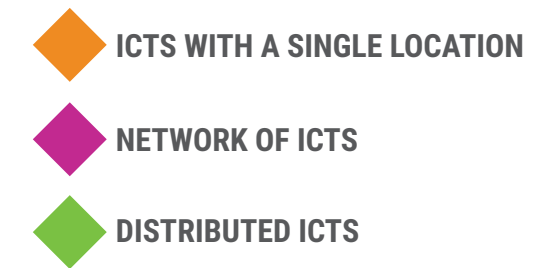 ICTS WITH A SINGLE LOCATION
NETWORK OF ICTS
DISTRIBUTED ICTS